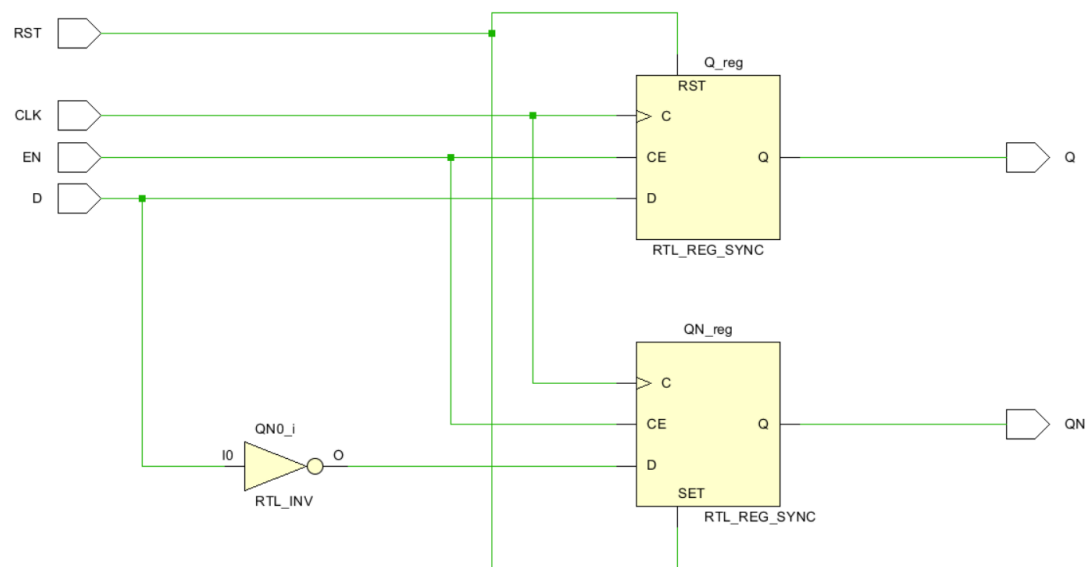 RST
CLK
EN
D
Q_reg
RST
C
CE
D
Q
RTL_REG_SYNC
Q
QN_reg
C
CE
D
Q
SET
RTL_REG_SYNC
QN
QN0_i
I0
O
RTL_INV